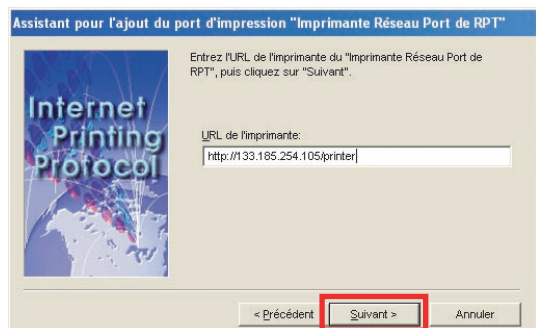 Assistant pour l'ajout du port d'impression "Imprimante Réseau Port de RPT"
Entrez l'URL de l'imprimante du "Imprimante Réseau Port de
RPT", puis cliquez sur "Suivant".
Internet
Printing
Protocol
URL de l'imprimante:
http://133.185.254.105/printer
< Précédent
Suivant >
Annuler